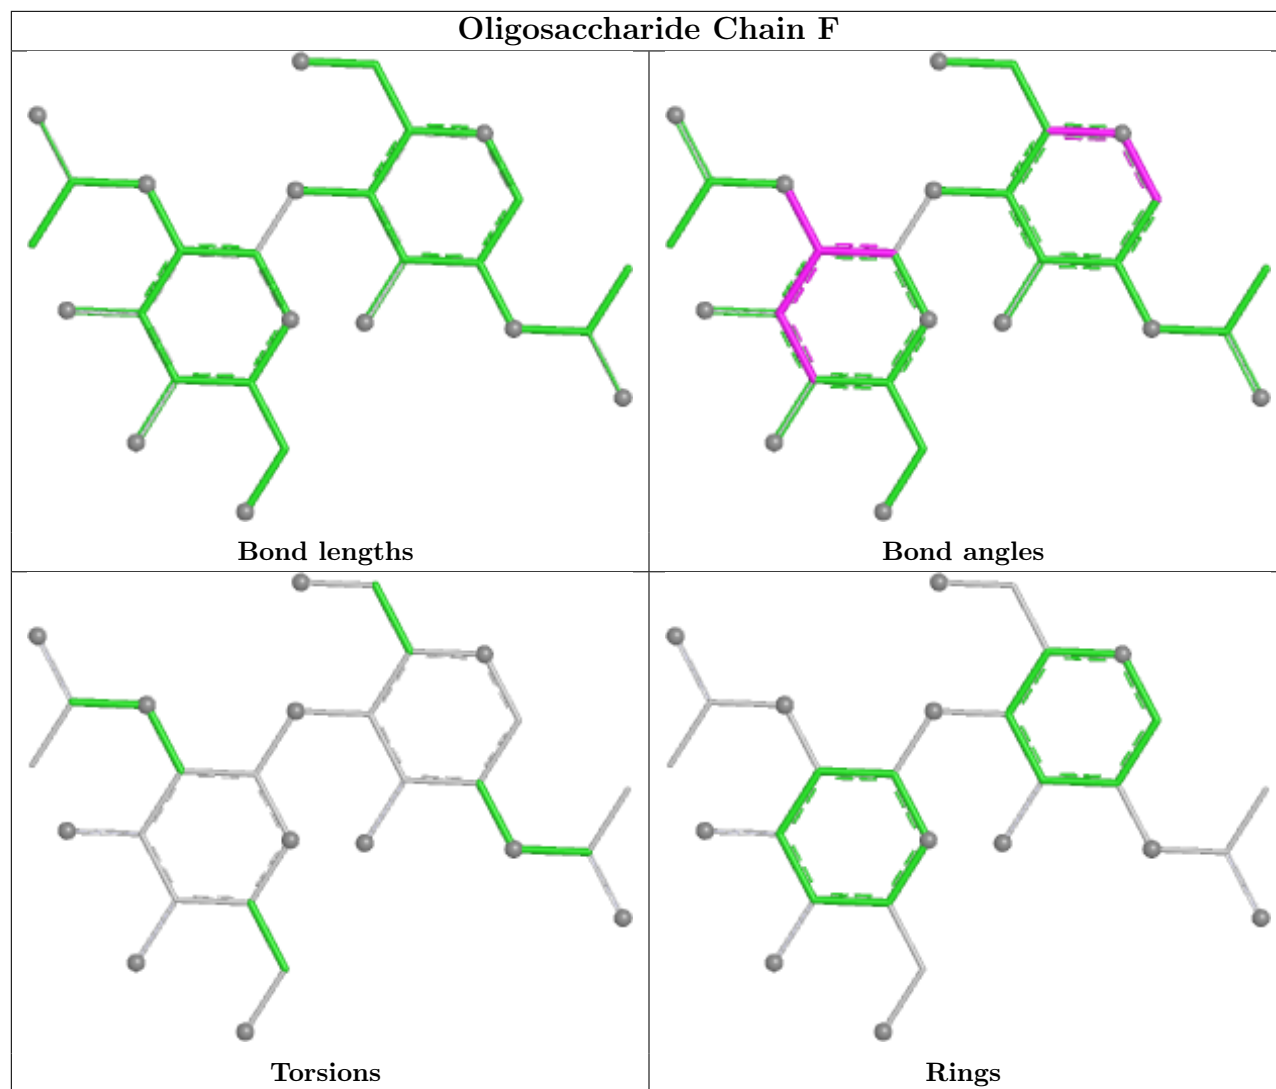 Oligosaccharide Chain F
Bond lengths
Bond angles
Torsions
Rings